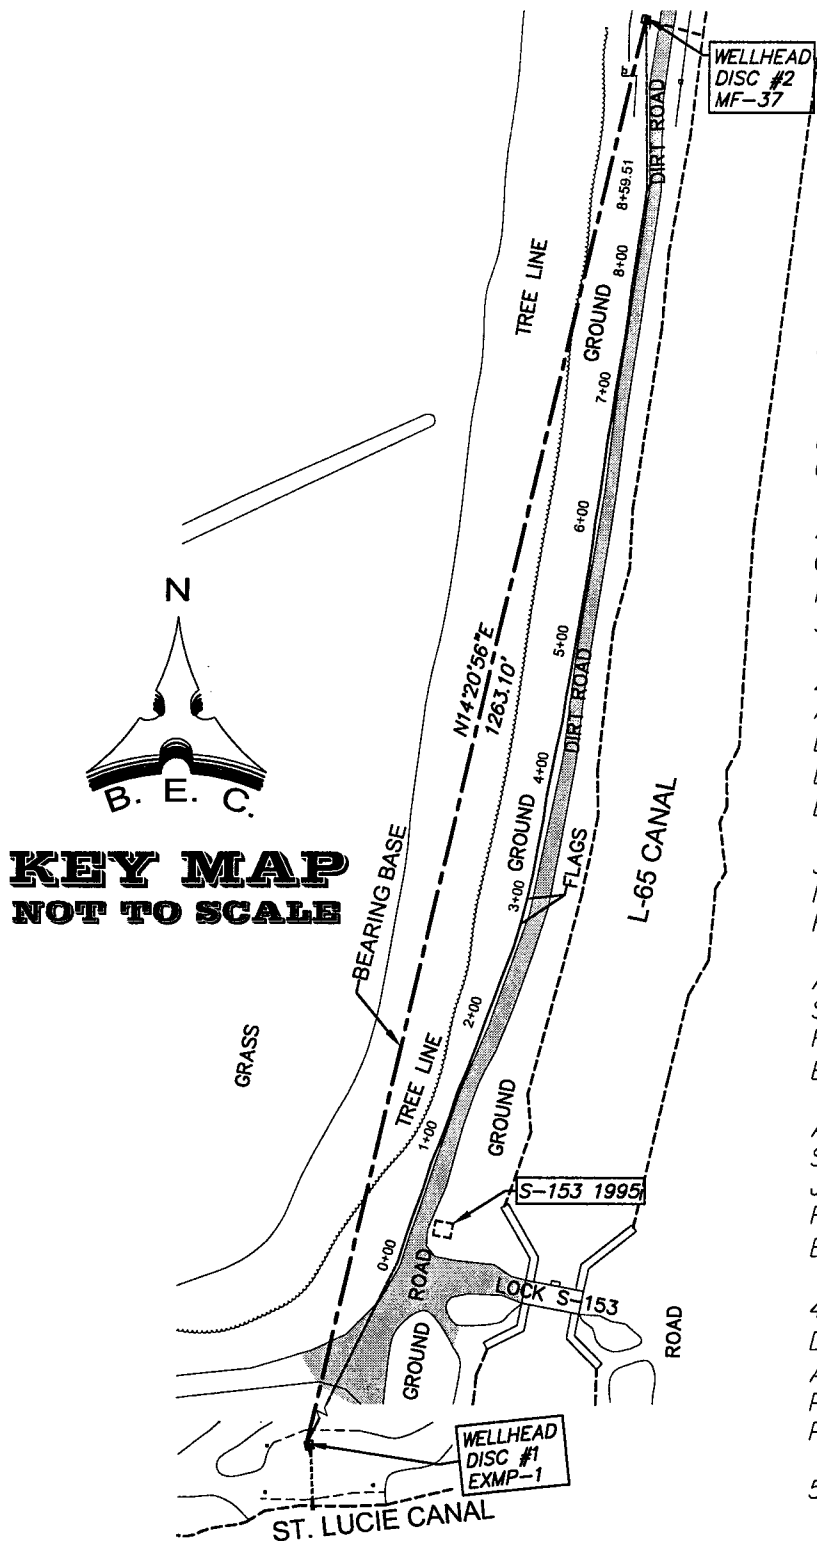 WELLHEAD
DISC #2
MF-37
DIRT ROAD
8+59.51
TREE LINE
8+00
GROUND
7+00
6+00
N
5+00
N14°20'56"E
1263.10'
DIRT ROAD
4+00
B. E. C.
L-65 CANAL
KEY MAP
NOT TO SCALE
GROUND
FLAGS
BEARING BASE
3+00
2+00
GRASS
TREE LINE
GROUND
1+00
S-153 1995
0+00
ROAD
LOCK S-153
ROAD
GROUND
WELLHEAD
DISC #1
EXMP-1
ST. LUCIE CANAL